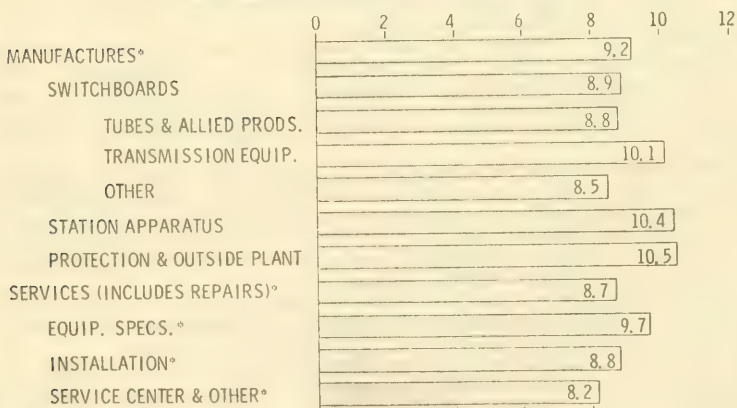 0 2 4 6 8 10 12
MANUFACTURES* 9.2
SWITCHBOARDS 8.9
TUBES & ALLIED PRODS. 8.8
TRANSMISSION EQUIP. 10.1
OTHER 8.5
STATION APPARATUS 10.4
PROTECTION & OUTSIDE PLANT 10.5
SERVICES (INCLUDES REPAIRS)* 8.7
EQUIP. SPECS.* 9.7
INSTALLATION* 8.8
SERVICE CENTER & OTHER* 8.2